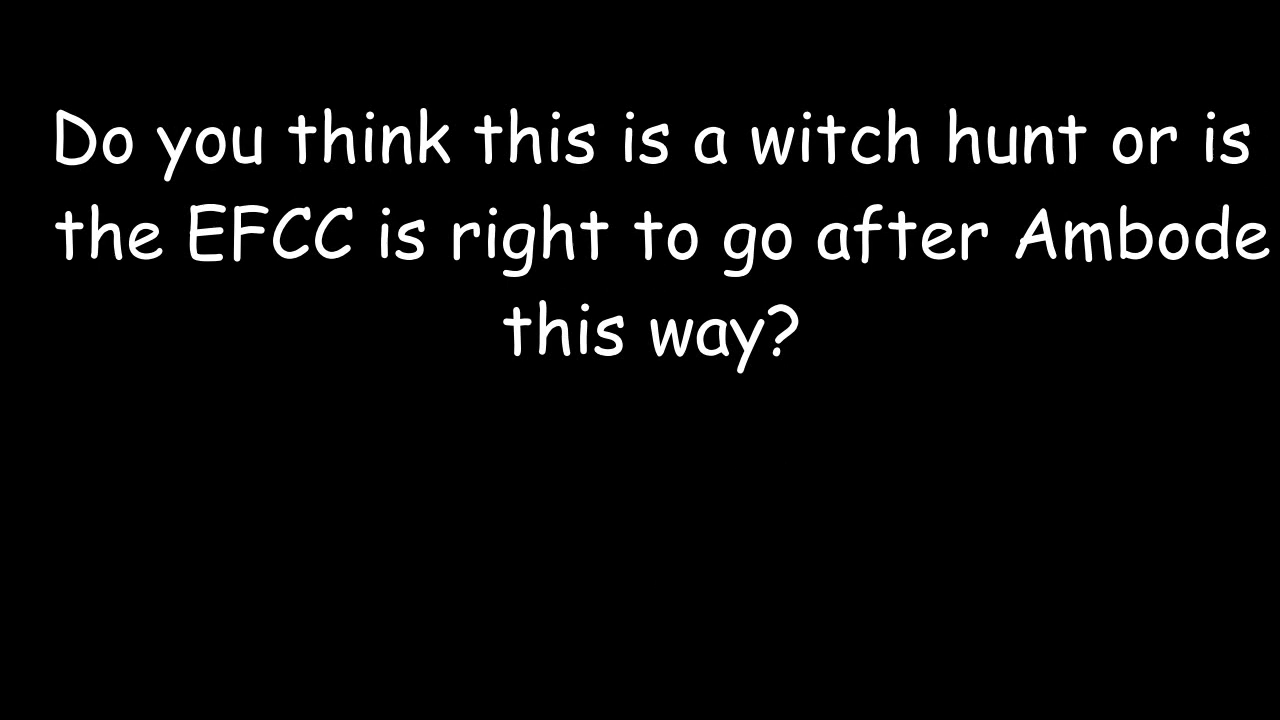 Do you think this is a witch hunt or is
the EFCC is right to go after Ambode
this way?